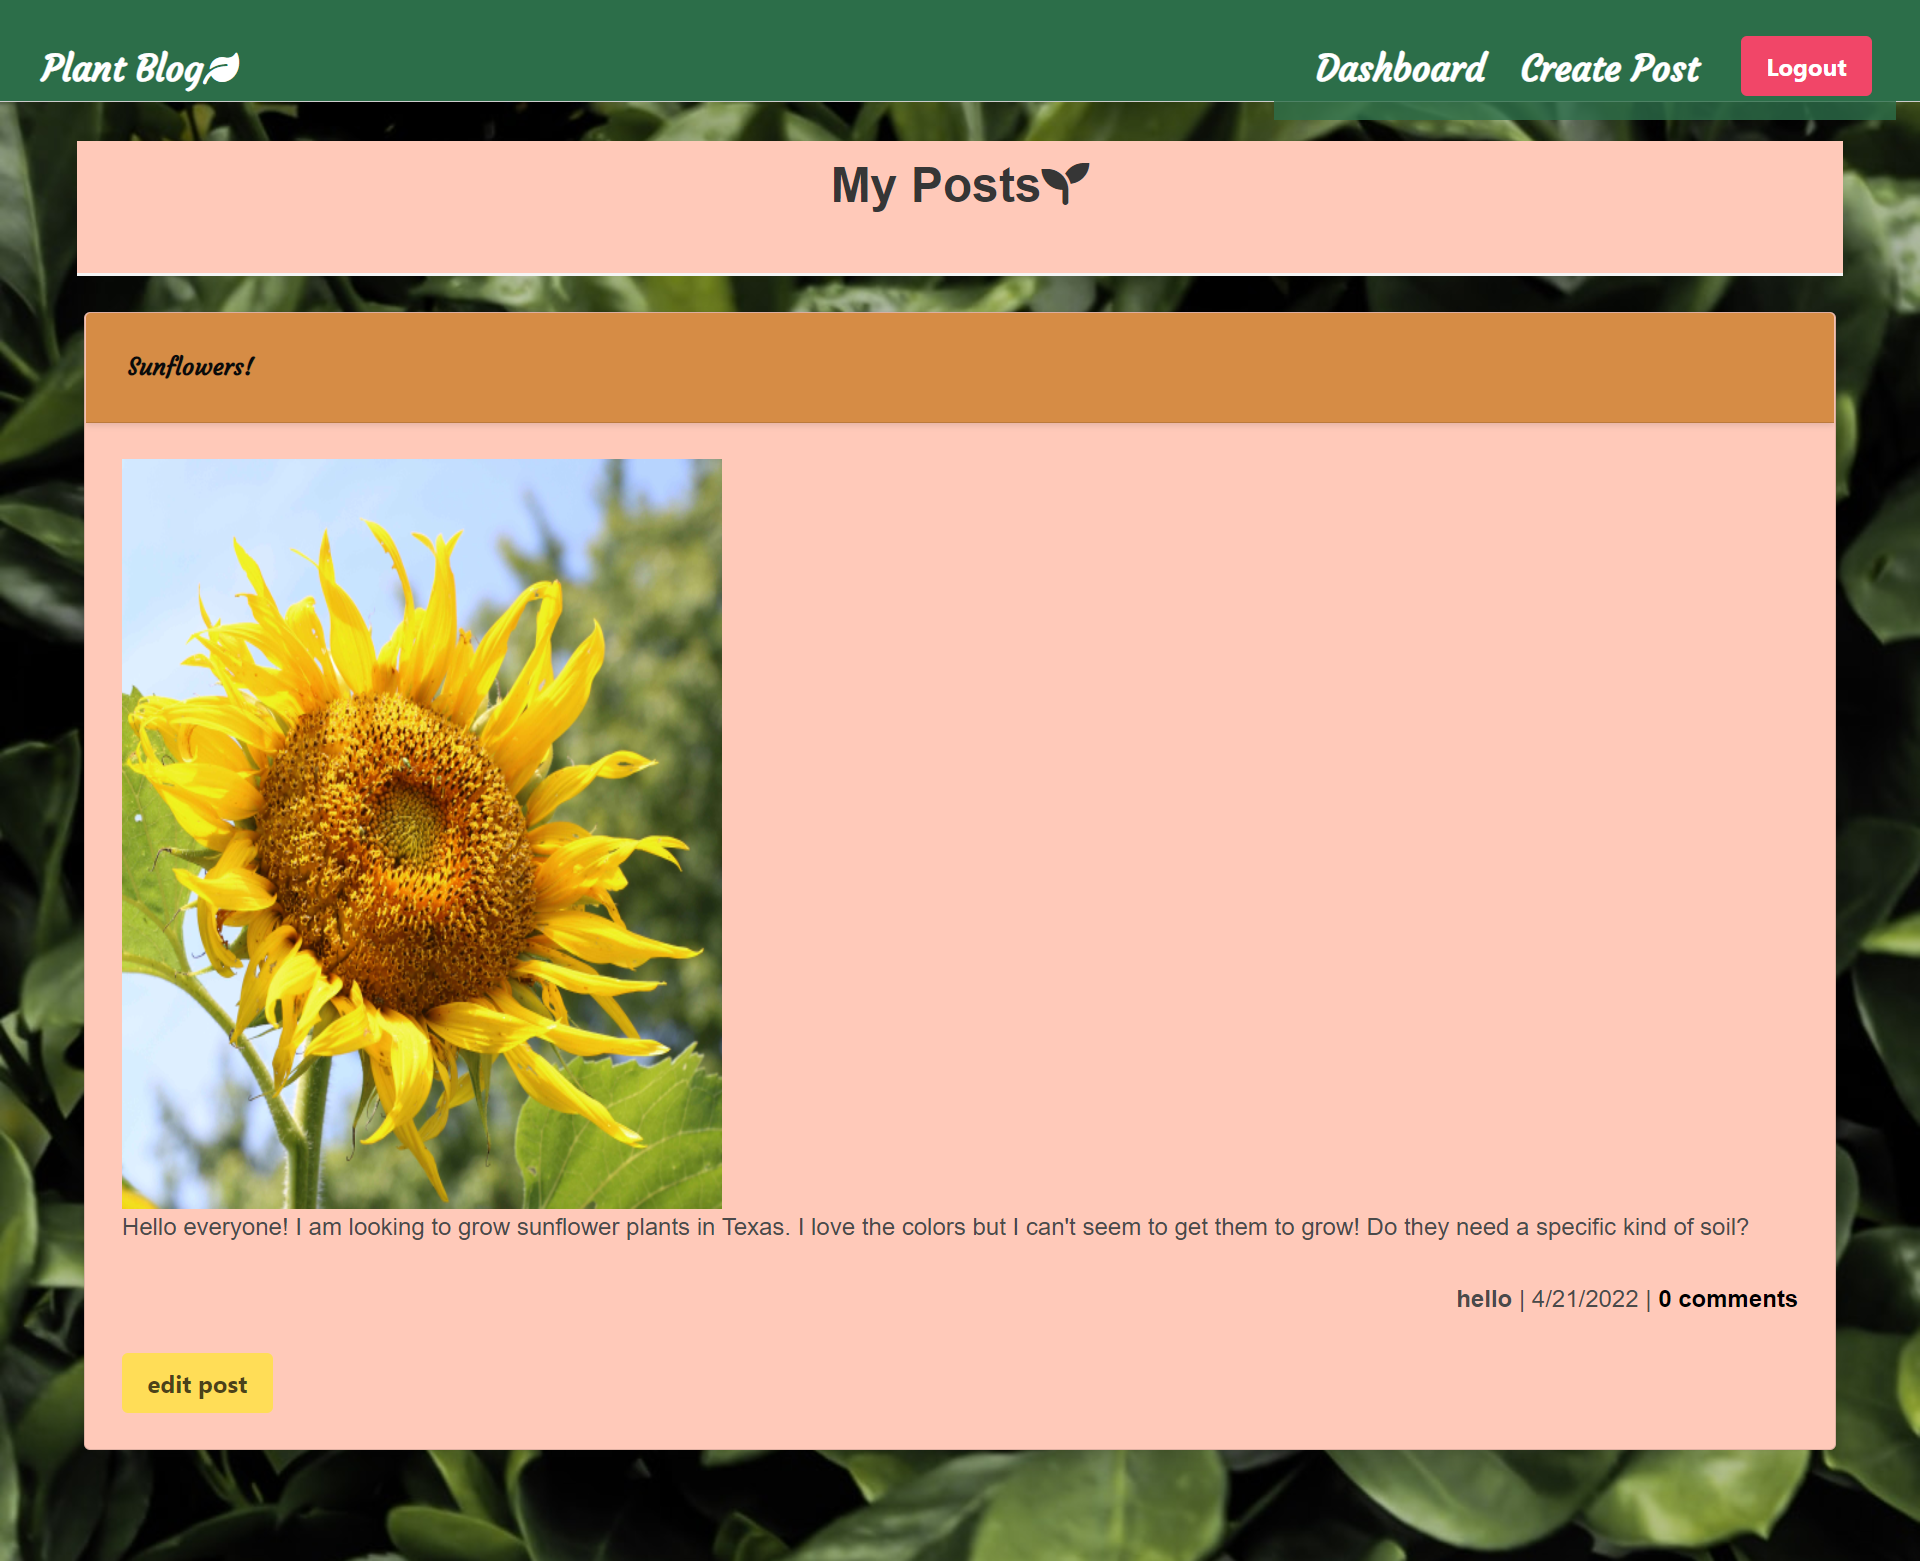 Plant Blog
Dashboard
Create Post
Logout
My Posts
Sunflowers!
Hello everyone! I am looking to grow sunflower plants in Texas. I love the colors but I can't seem to get them to grow! Do they need a specific kind of soil?
hello | 4/21/2022 | 0 comments
edit post